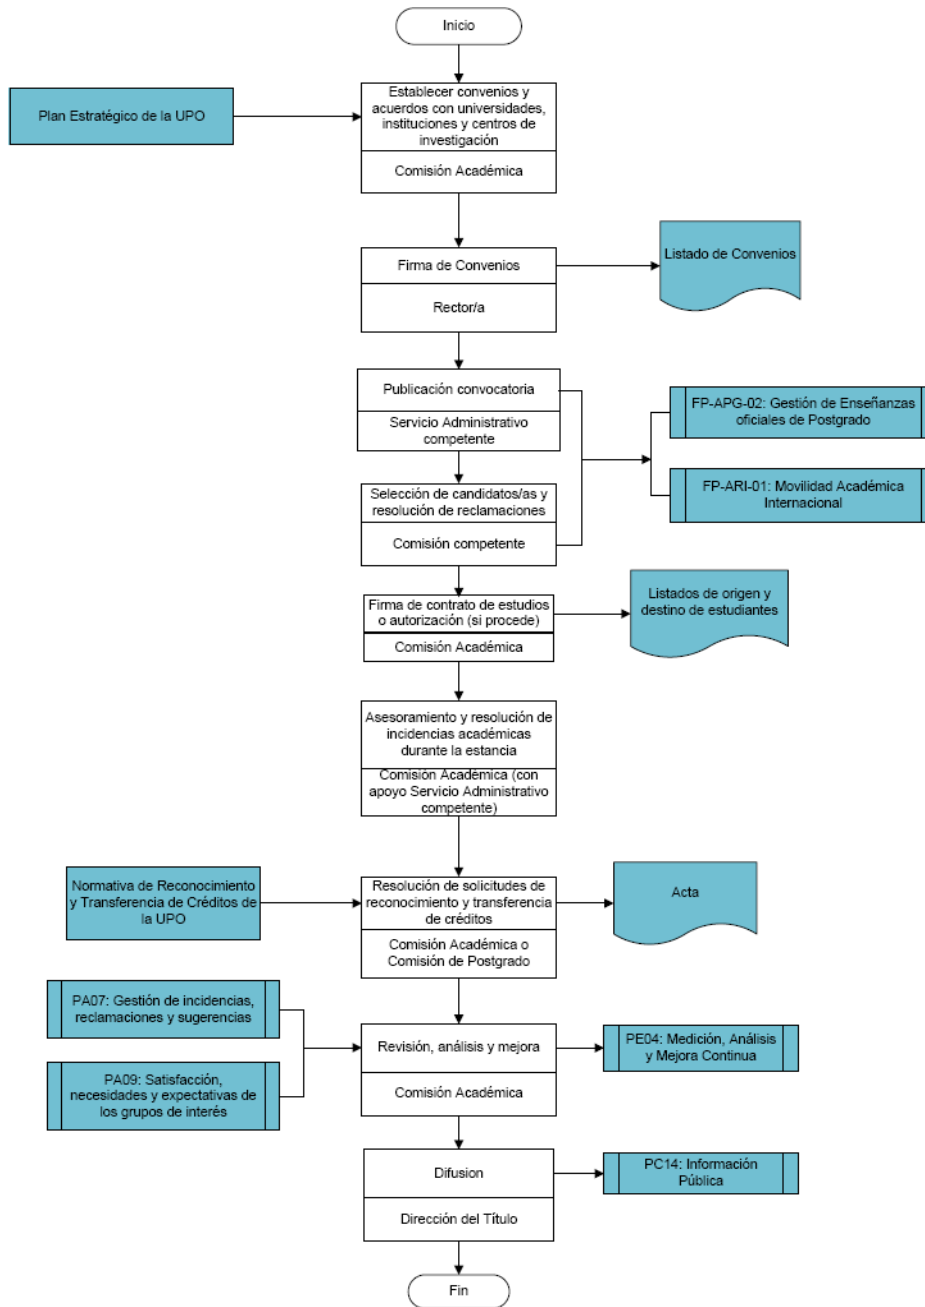 Inicio
Plan Estratégico de la UPO
Establecer convenios y
acuerdos con universidades,
instituciones y centros de
investigación
Comisión Académica
Firma de Convenios
Rector/a
Listado de Convenios
Publicación convocatoria
Servicio Administrativo
competente
FP-APG-02: Gestión de Enseñanzas
oficiales de Postgrado
FP-ARI-01: Movilidad Académica
Internacional
Selección de candidatos/as y
resolución de reclamaciones
Comisión competente
Firma de contrato de estudios
o autorización (si procede)
Comisión Académica
Listados de origen y
destino de estudiantes
Asesoramiento y resolución de
incidencias académicas
durante la estancia
Comisión Académica (con
apoyo Servicio Administrativo
competente)
Normativa de Reconocimiento
y Transferencia de Créditos de
la UPO
Resolución de solicitudes de
reconocimiento y transferencia
de créditos
Comisión Académica o
Comisión de Postgrado
Acta
PA07: Gestión de incidencias,
reclamaciones y sugerencias
PA09: Satisfacción,
necesidades y expectativas de
los grupos de interés
Revisión, análisis y mejora
Comisión Académica
PE04: Medición, Análisis
y Mejora Continua
Difusion
Dirección del Título
PC14: Información
Pública
Fin